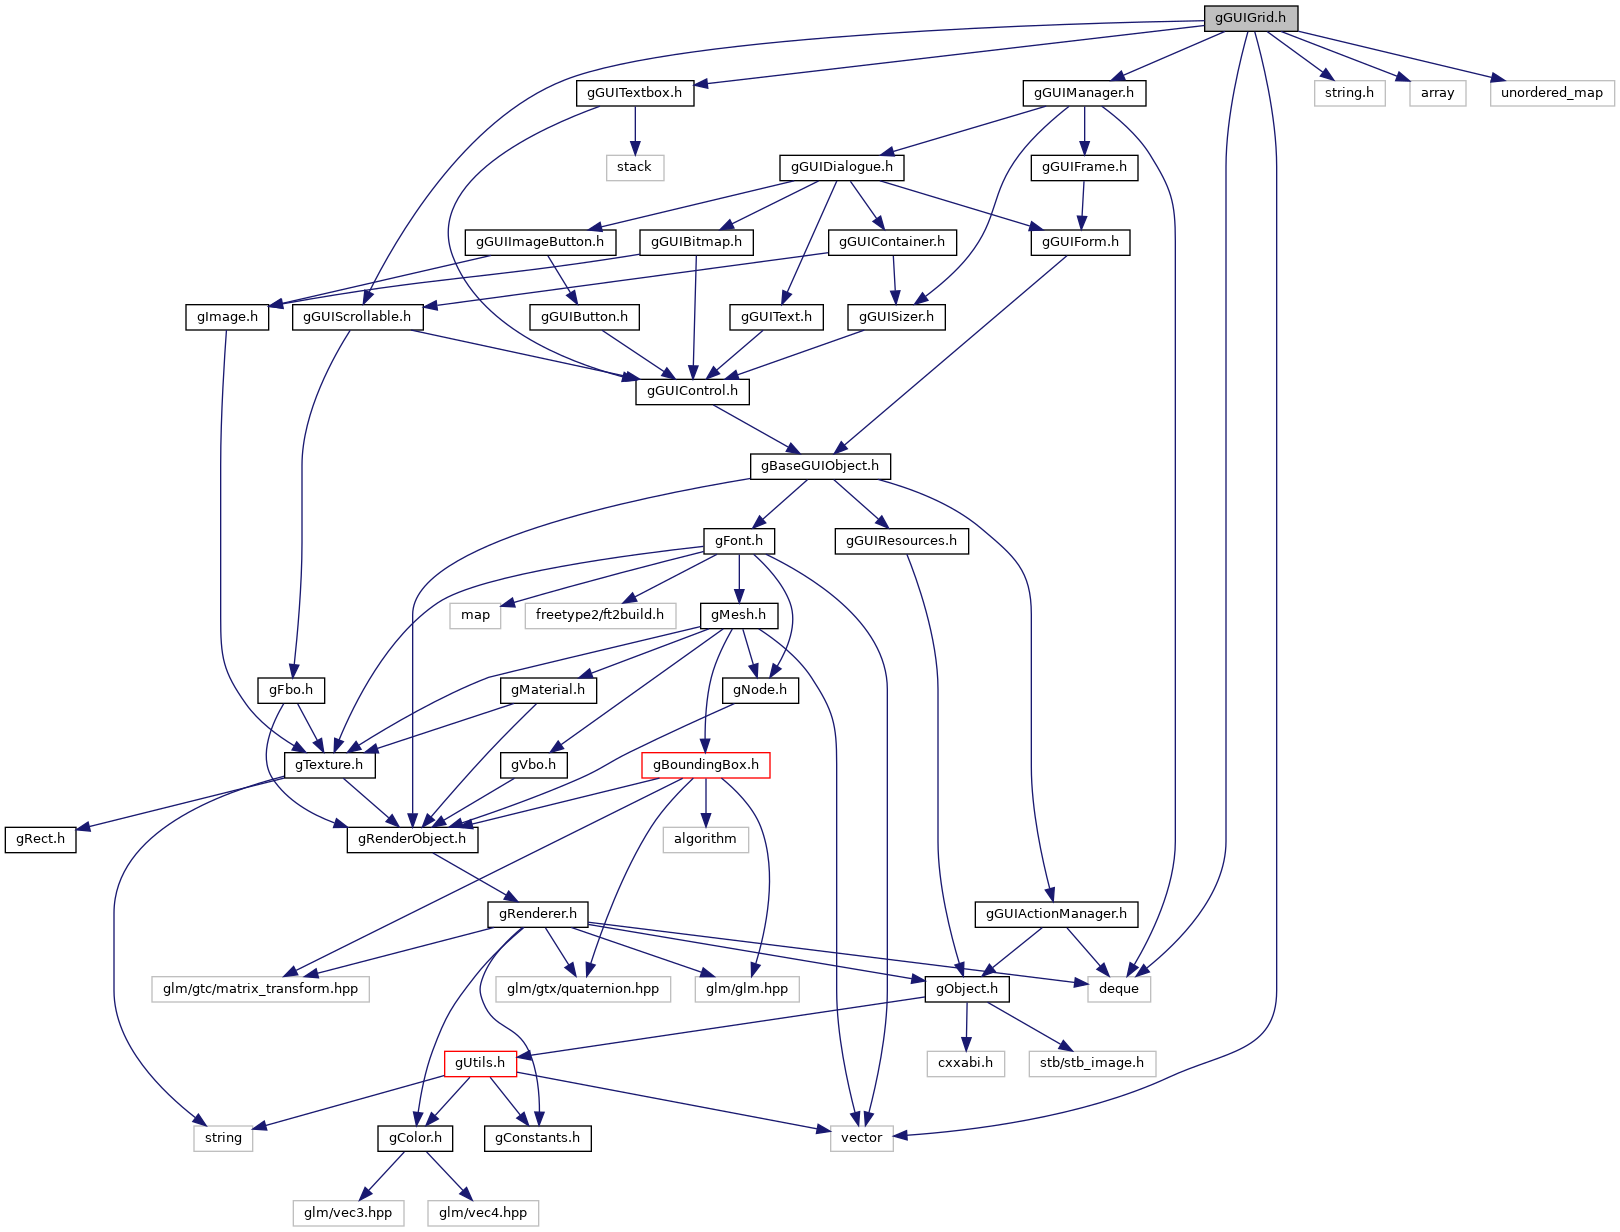 gGUIGrid.h
gGUITextbox.h
gGUIManager.h
string.h
array
unordered_map
stack
gGUIDialogue.h
gGUIFrame.h
gGUIImageButton.h
gGUIBitmap.h
gGUIContainer.h
gGUIForm.h
gImage.h
gGUIScrollable.h
gGUIButton.h
gGUIText.h
gGUISizer.h
gGUIControl.h
gBaseGUIObject.h
gFont.h
gGUIResources.h
map
freetype2/ft2build.h
gMesh.h
gFbo.h
gMaterial.h
gNode.h
gTexture.h
gVbo.h
gBoundingBox.h
gRect.h
gRenderObject.h
algorithm
gRenderer.h
gGUIActionManager.h
glm/gtc/matrix_transform.hpp
glm/gtx/quaternion.hpp
glm/glm.hpp
gObject.h
deque
gUtils.h
cxxabi.h
stb/stb_image.h
string
gColor.h
gConstants.h
vector
glm/vec3.hpp
glm/vec4.hpp